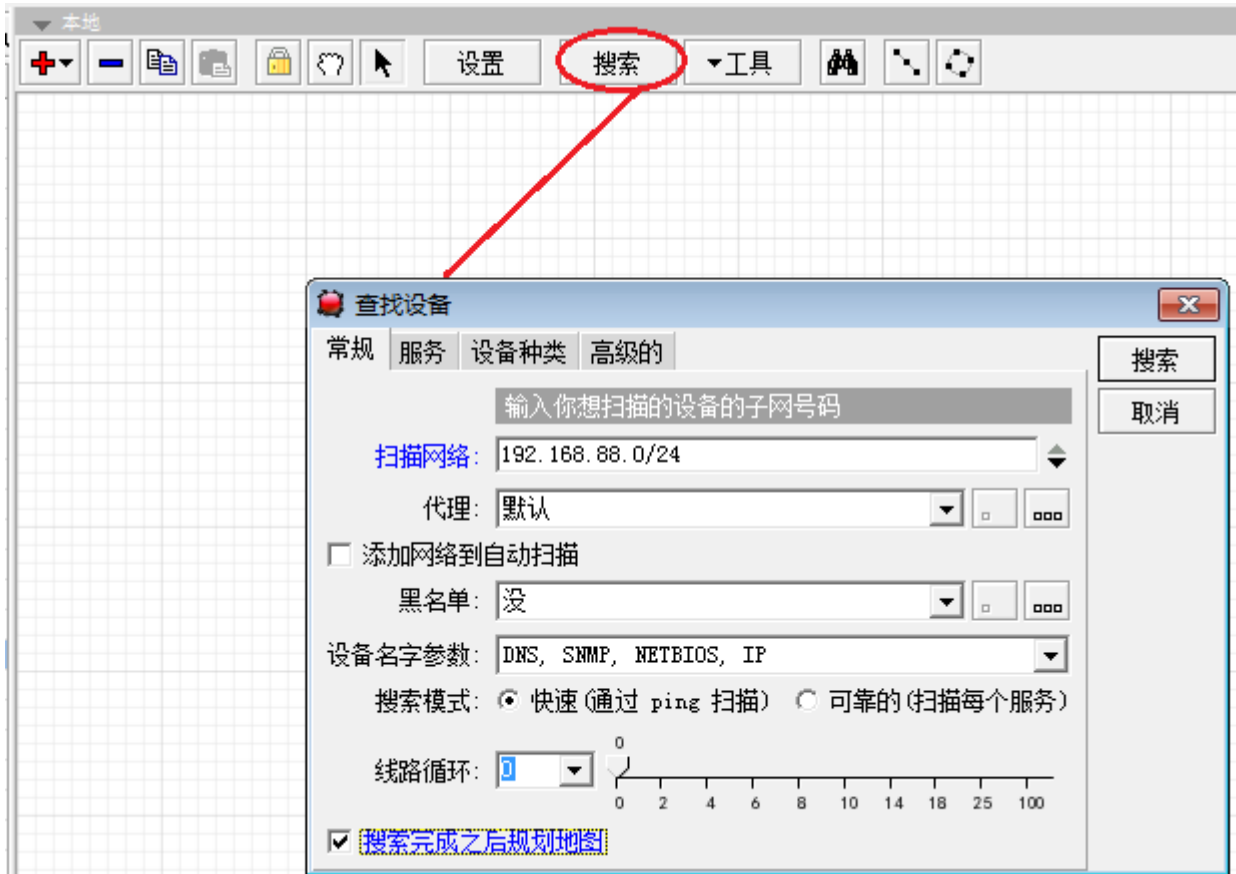 本地
设置 搜索 工具
查找设备
常规 服务 设备种类 高级的
搜索
输入你想扫描的设备的子网号码
取消
扫描网络: 192.168.88.0/24
代理: 默认
添加网络到自动扫描
黑名单: 没
设备名字参数: DNS, SNMP, NETBIOS, IP
搜索模式: 快速(通过 ping 扫描) 可靠的(扫描每个服务)
0
线路循环: 0
0 2 4 6 8 10 14 18 25 100
搜索完成之后规划地图